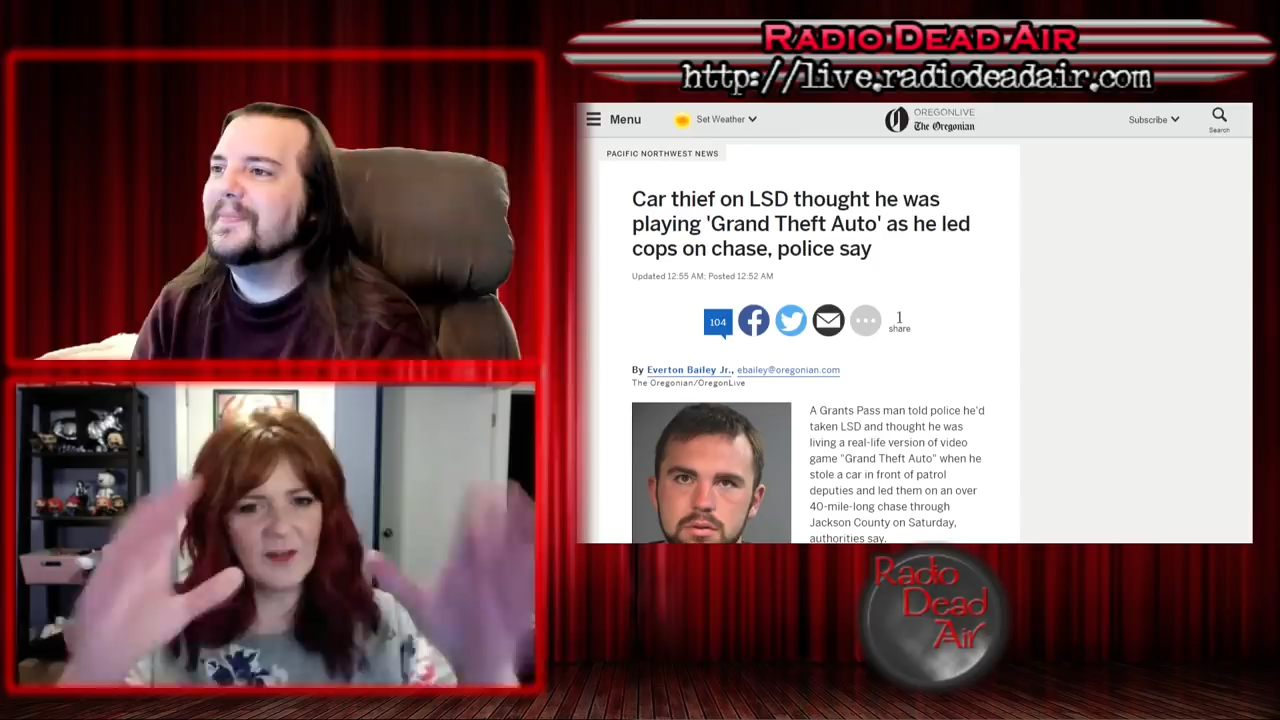 Radio Dead Air
http://live.radiodeadair.com
Menu
Set Weather
OREGONLIVE
The Oregonian
Subscribe
Search
PACIFIC NORTHWEST NEWS
Car thief on LSD thought he was
playing 'Grand Theft Auto' as he led
cops on chase, police say
Updated 12:55 AM; Posted 12:52 AM
104
1
share
By Everton Bailey Jr., ebailey@oregonian.com
The Oregonian/OregonLive
A Grants Pass man told police he'd
taken LSD and thought he was
living a real-life version of video
game "Grand Theft Auto" when he
stole a car in front of patrol
deputies and led them on an over
40-mile-long chase through
Jackson County on Saturday,
authorities say.
Radio
Dead
Air